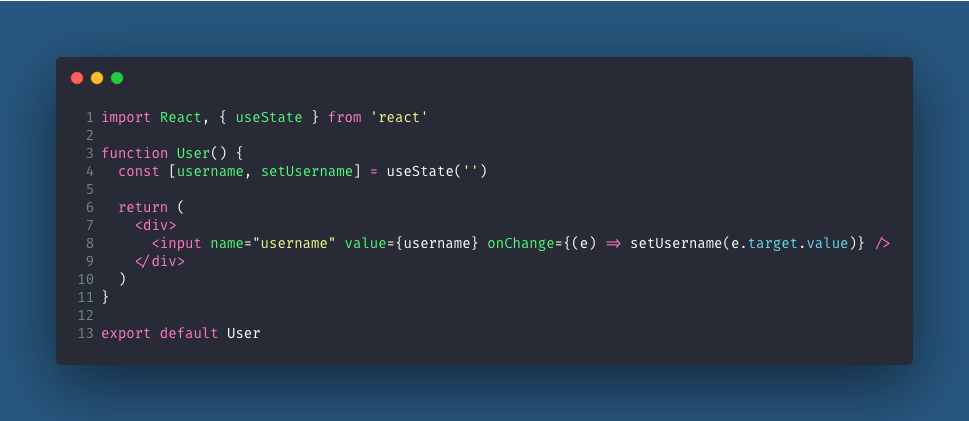 1 import React, { useState } from 'react'
2
3 function User() {
4   const [username, setUsername] = useState('')
5
6   return (
7     <div>
8       <input name="username" value={username} onChange={(e) => setUsername(e.target.value)} />
9     </div>
10   )
11 }
12
13 export default User